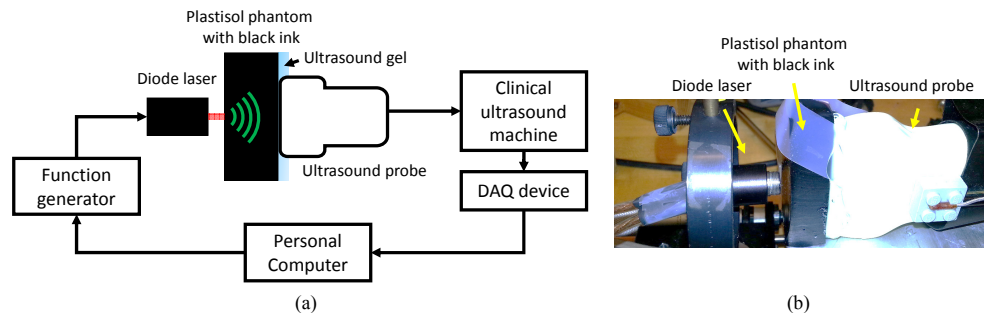 Plastisol phantom
with black ink
Ultrasound gel
Diode laser
Clinical
ultrasound
machine
Function
generator
Ultrasound probe
DAQ device
Personal
Computer
(a)
Plastisol phantom
with black ink
Diode laser
Ultrasound probe
(b)